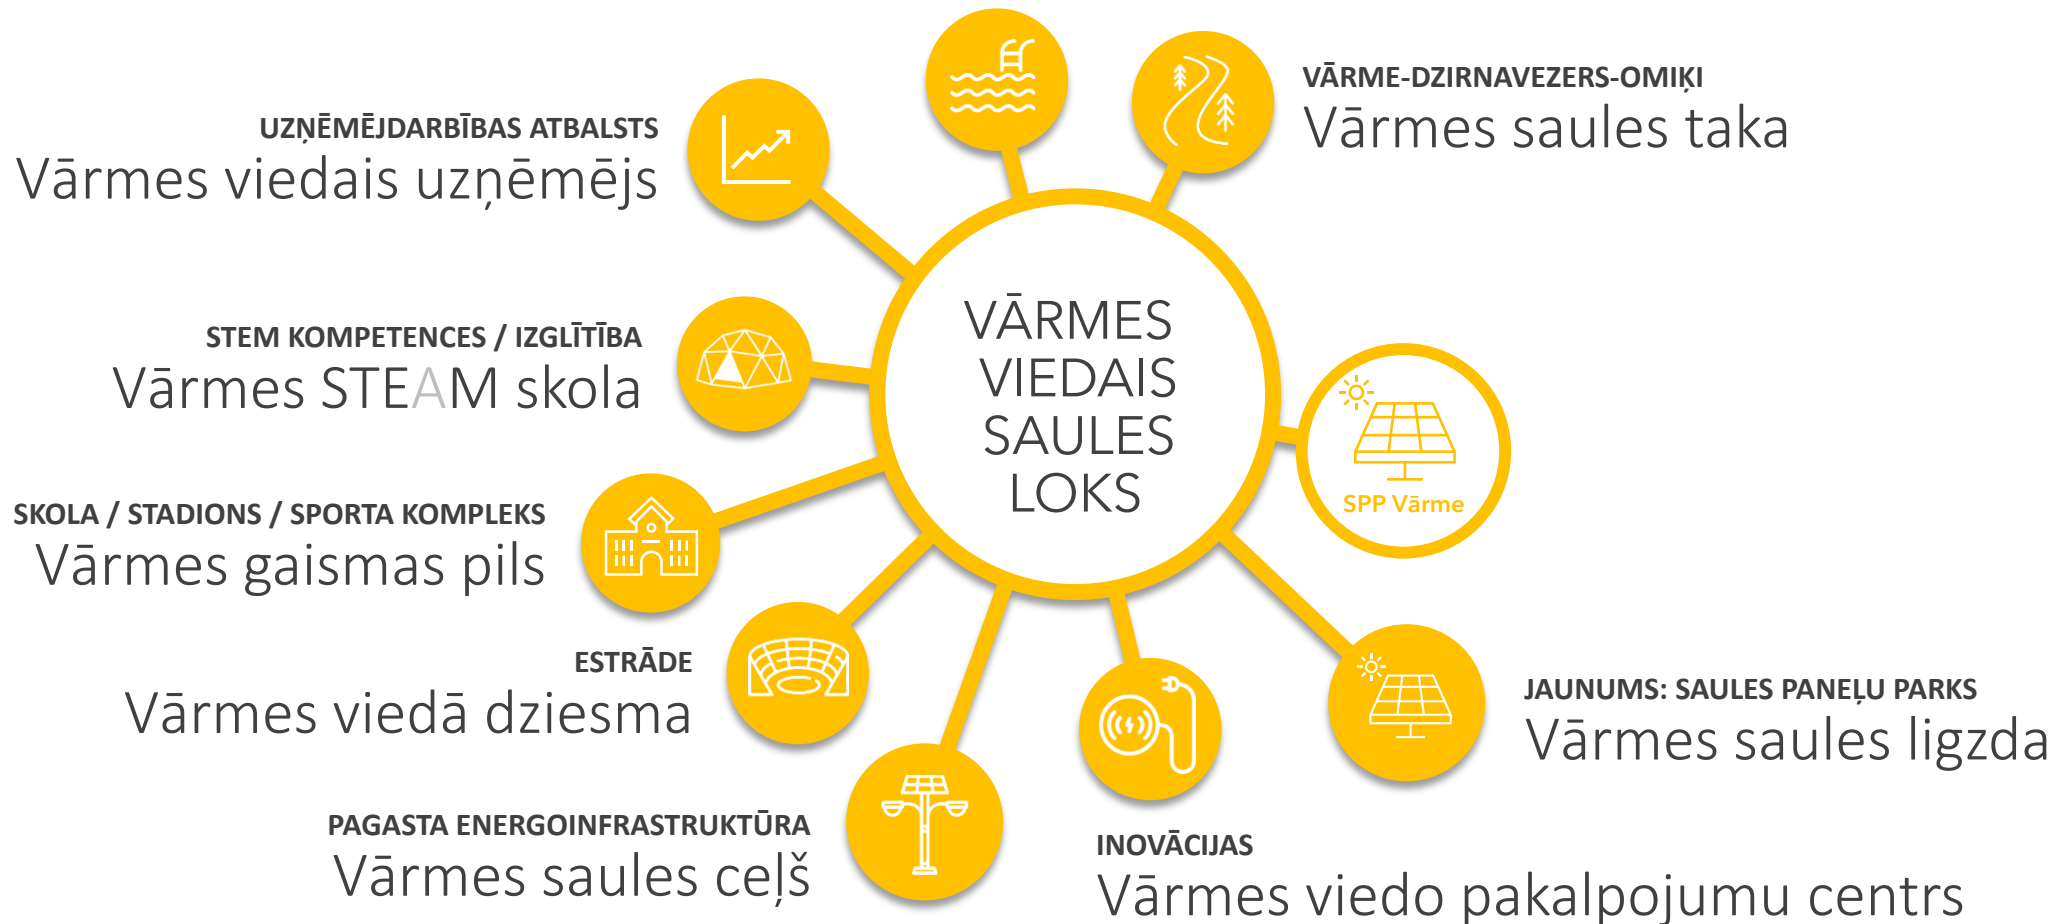 VĀRME-DZIRNAVEZERS-OMIĶI
Vārmes saules taka
UZŅĒMĒJDARBĪBAS ATBALSTS
Vārmes viedais uzņēmējs
VĀRMES
VIEDAIS
SAULES
LOKS
STEM KOMPETENCES / IZGLĪTĪBA
Vārmes STEAM skola
SPP Vārme
SKOLA / STADIONS / SPORTA KOMPLEKS
Vārmes gaismas pils
ESTRĀDE
Vārmes viedā dziesma
JAUNUMS: SAULES PANEĻU PARKS
Vārmes saules ligzda
PAGASTA ENERGOINFRASTRUKTŪRA
Vārmes saules ceļš
INOVĀCIJAS
Vārmes viedo pakalpojumu centrs